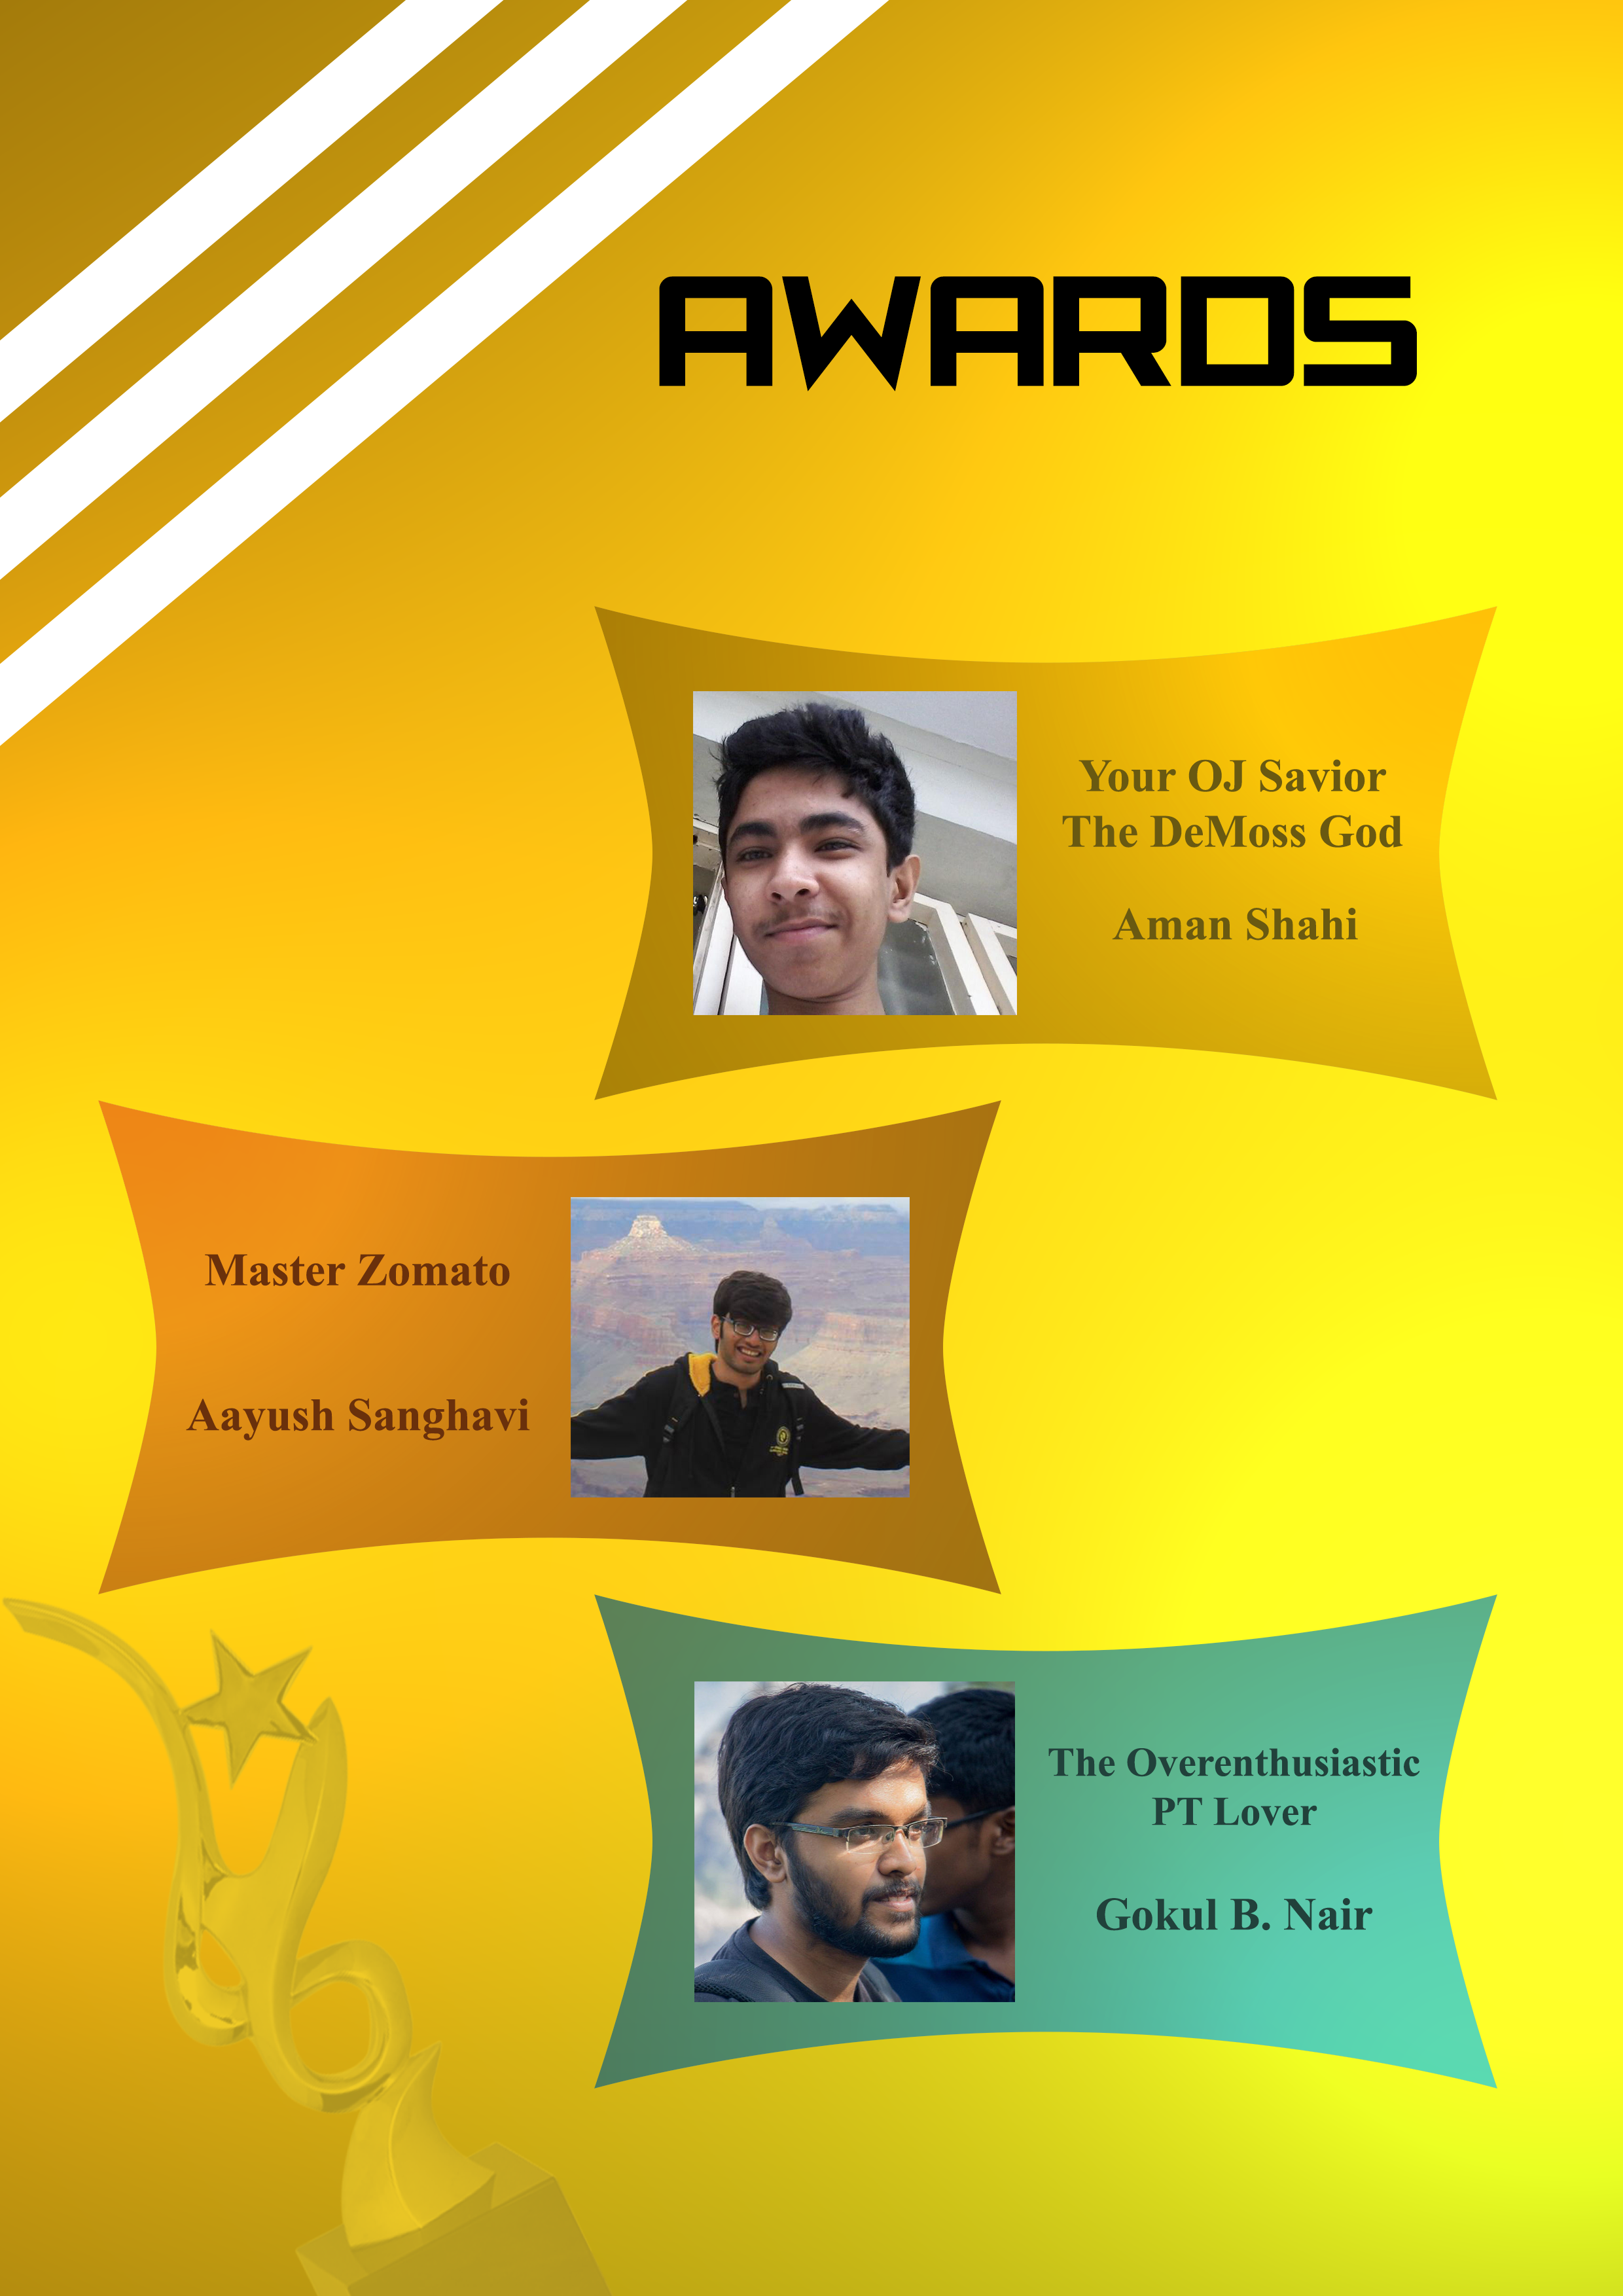 AWARDS
Your OJ Savior
The DeMoss God
Aman Shahi
Master Zomato
Aayush Sanghavi
The Overenthusiastic
PT Lover
Gokul B. Nair